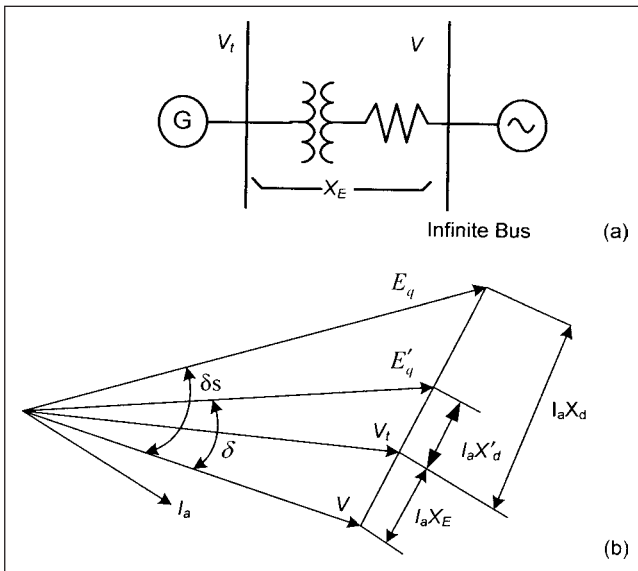 V_t
V
G
X_E
Infinite Bus
(a)
E_q
E'_q
δs
I_aX_d
V_t
I_aX'_d
δ
I_a
V
I_aX_E
(b)